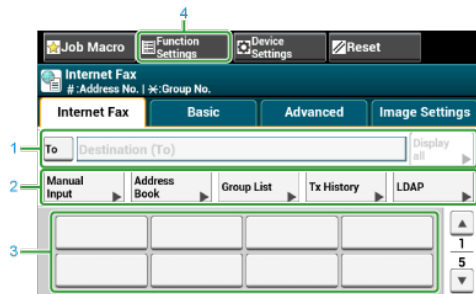 4
Job Macro
Function Settings
Device Settings
Reset
Internet Fax
#:Address No. | ⚹:Group No.
Internet Fax
Basic
Advanced
Image Settings
1
To
Destination (To)
Display all
2
Manual Input
Address Book
Group List
Tx History
LDAP
3
1
5